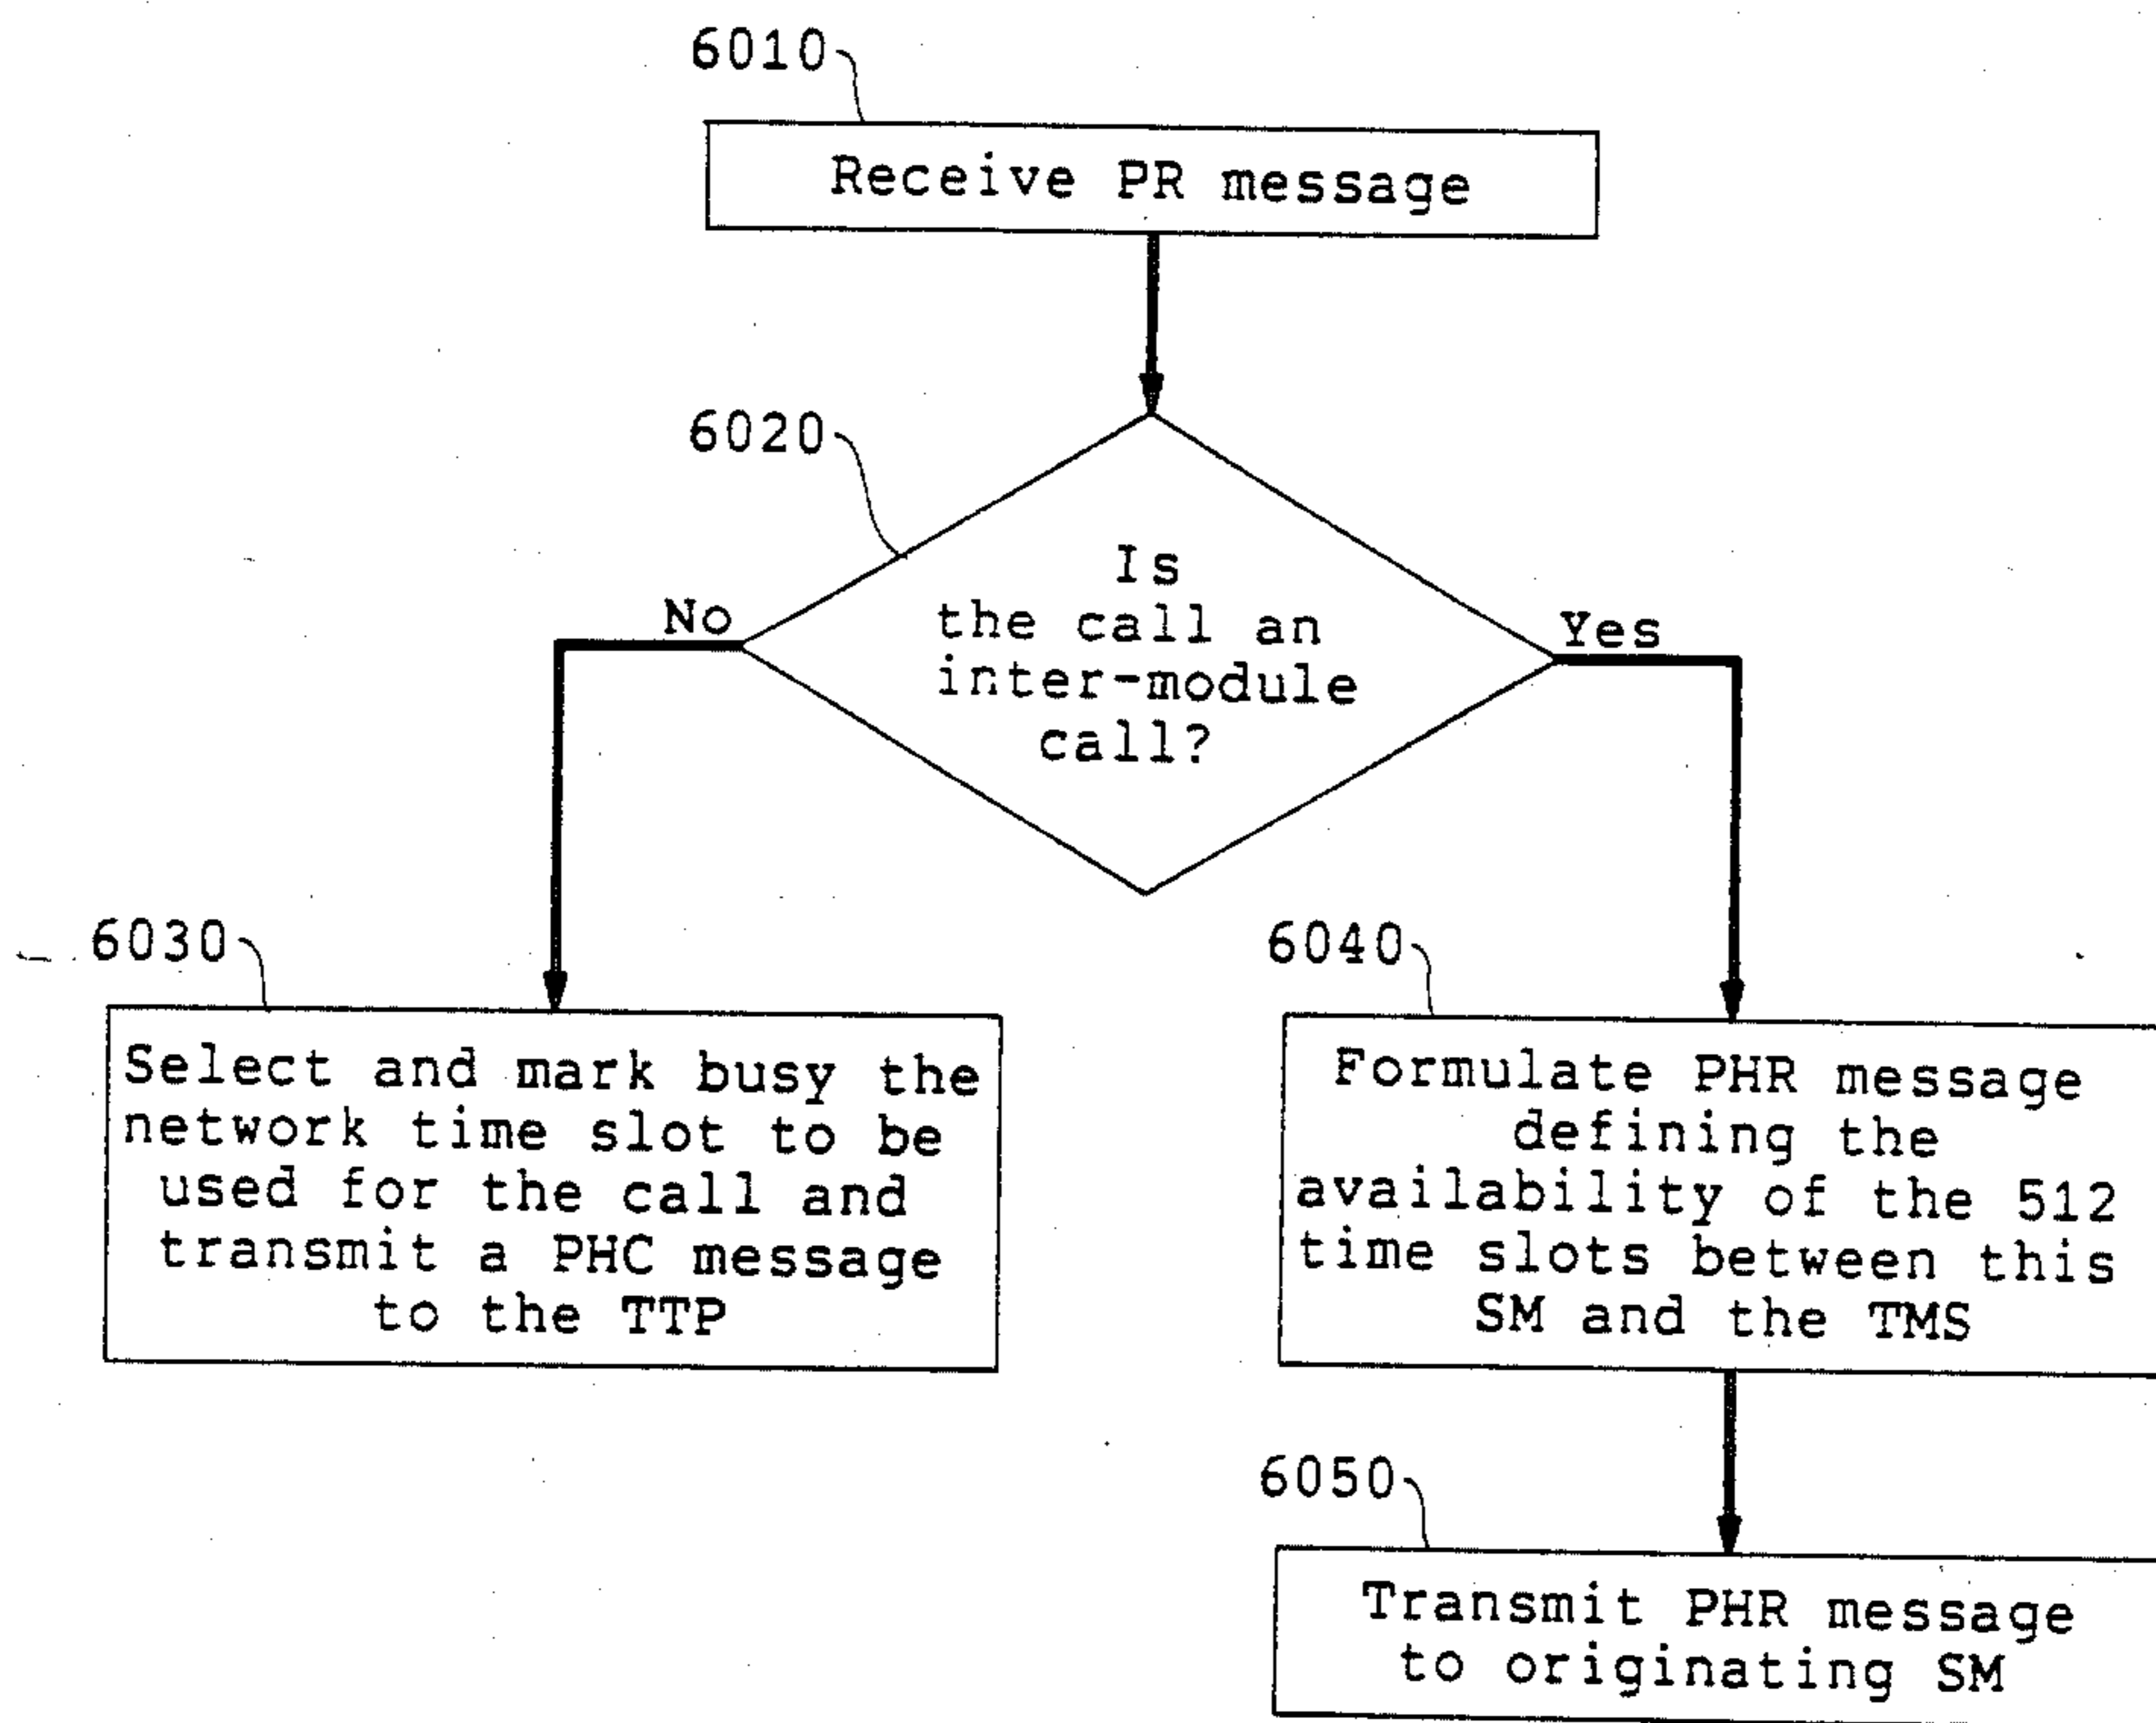 6010
Receive PR message
6020
Is
the call an
inter-module
call?
No
Yes
6030
Select and mark busy the
network time slot to be
used for the call and
transmit a PHC message
to the TTP
6040
Formulate PHR message
defining the
availability of the 512
time slots between this
SM and the TMS
6050
Transmit PHR message
to originating SM